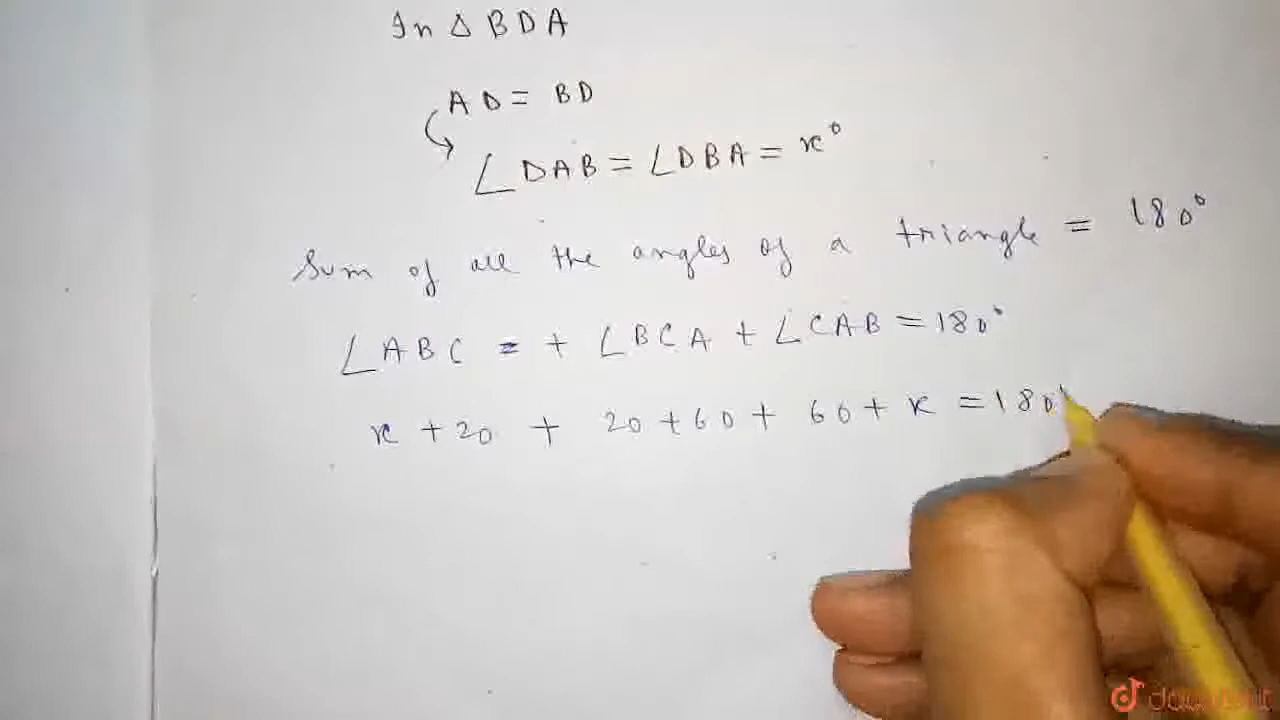 In Δ BDA
AD = BD
∠DAB = ∠DBA = x°
Sum of all the angles of a triangle = 180°
∠ABC = + ∠BCA + ∠CAB = 180°
x + 20 + 20 + 60 + 60 + x = 180